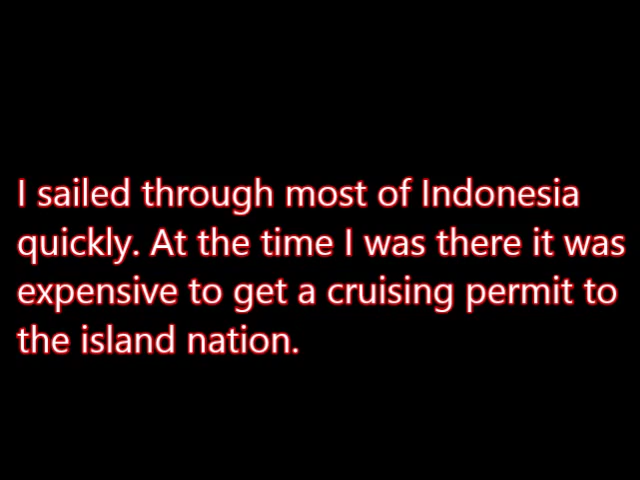 I sailed through most of Indonesia
quickly. At the time I was there it was
expensive to get a cruising permit to
the island nation.